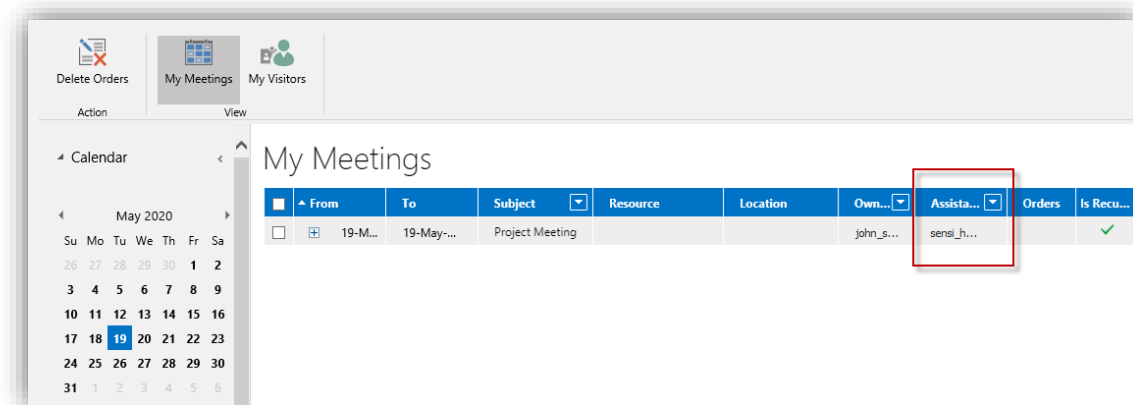 Delete Orders
My Meetings
My Visitors
Action
View
Calendar
May 2020
Su Mo Tu We Th Fr Sa
26 27 28 29 30 1 2
3 4 5 6 7 8 9
10 11 12 13 14 15 16
17 18 19 20 21 22 23
24 25 26 27 28 29 30
31 1 2 3 4 5 6
My Meetings
From To Subject Resource Location Own... Assista... Orders Is Recu...
19-M... 19-May-... Project Meeting john_s... sensi_h...